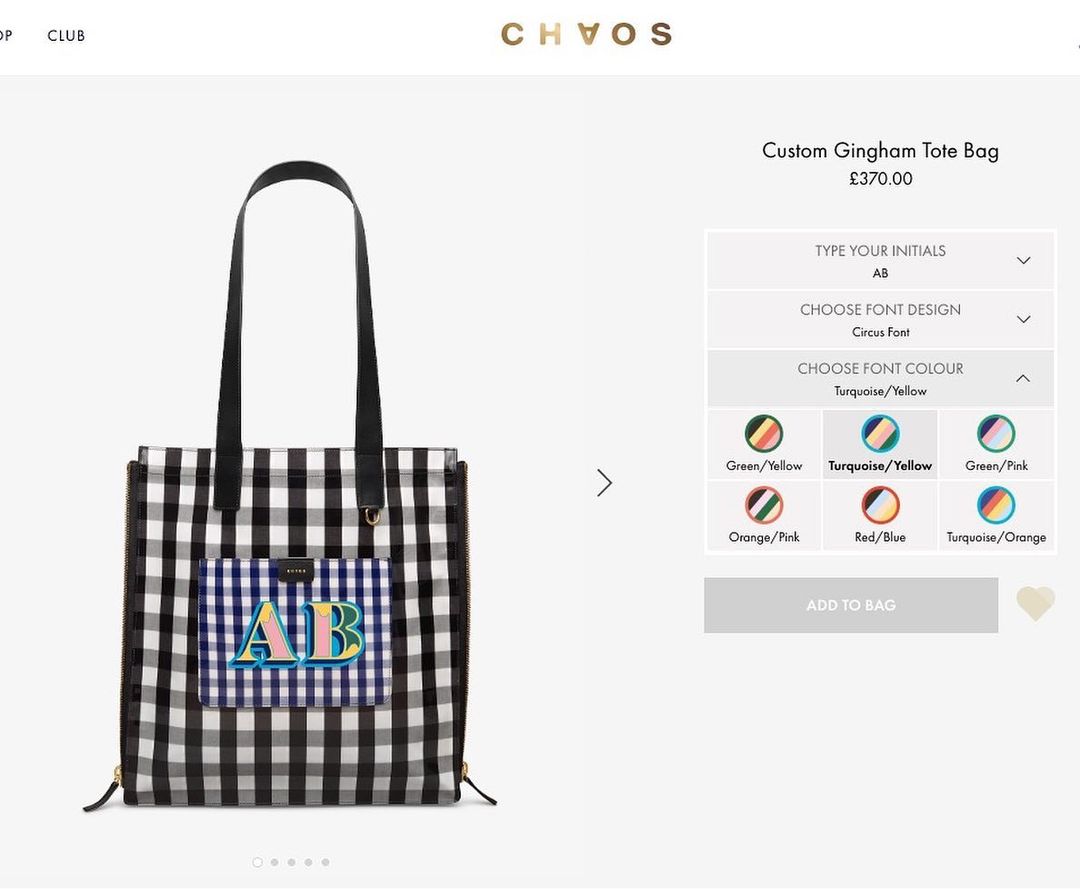 OP CLUB
CHAOS
Custom Gingham Tote Bag
£370.00
TYPE YOUR INITIALS
AB
CHOOSE FONT DESIGN
Circus Font
CHOOSE FONT COLOUR
Turquoise/Yellow
Green/Yellow Turquoise/Yellow Green/Pink
Orange/Pink Red/Blue Turquoise/Orange
ADD TO BAG
AB